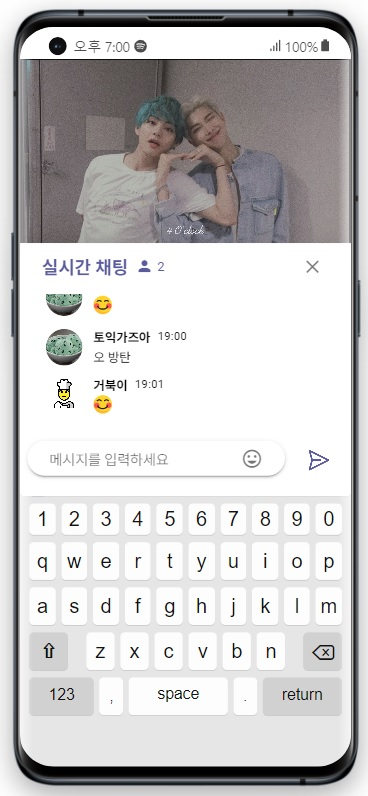 오후 7:00
100%
4 O'clock
실시간 채팅 2
토익가즈아 19:00
오 방탄
거북이 19:01
메시지를 입력하세요
1 2 3 4 5 6 7 8 9 0
q w e r t y u i o p
a s d f g h j k l m
z x c v b n
123 , space . return